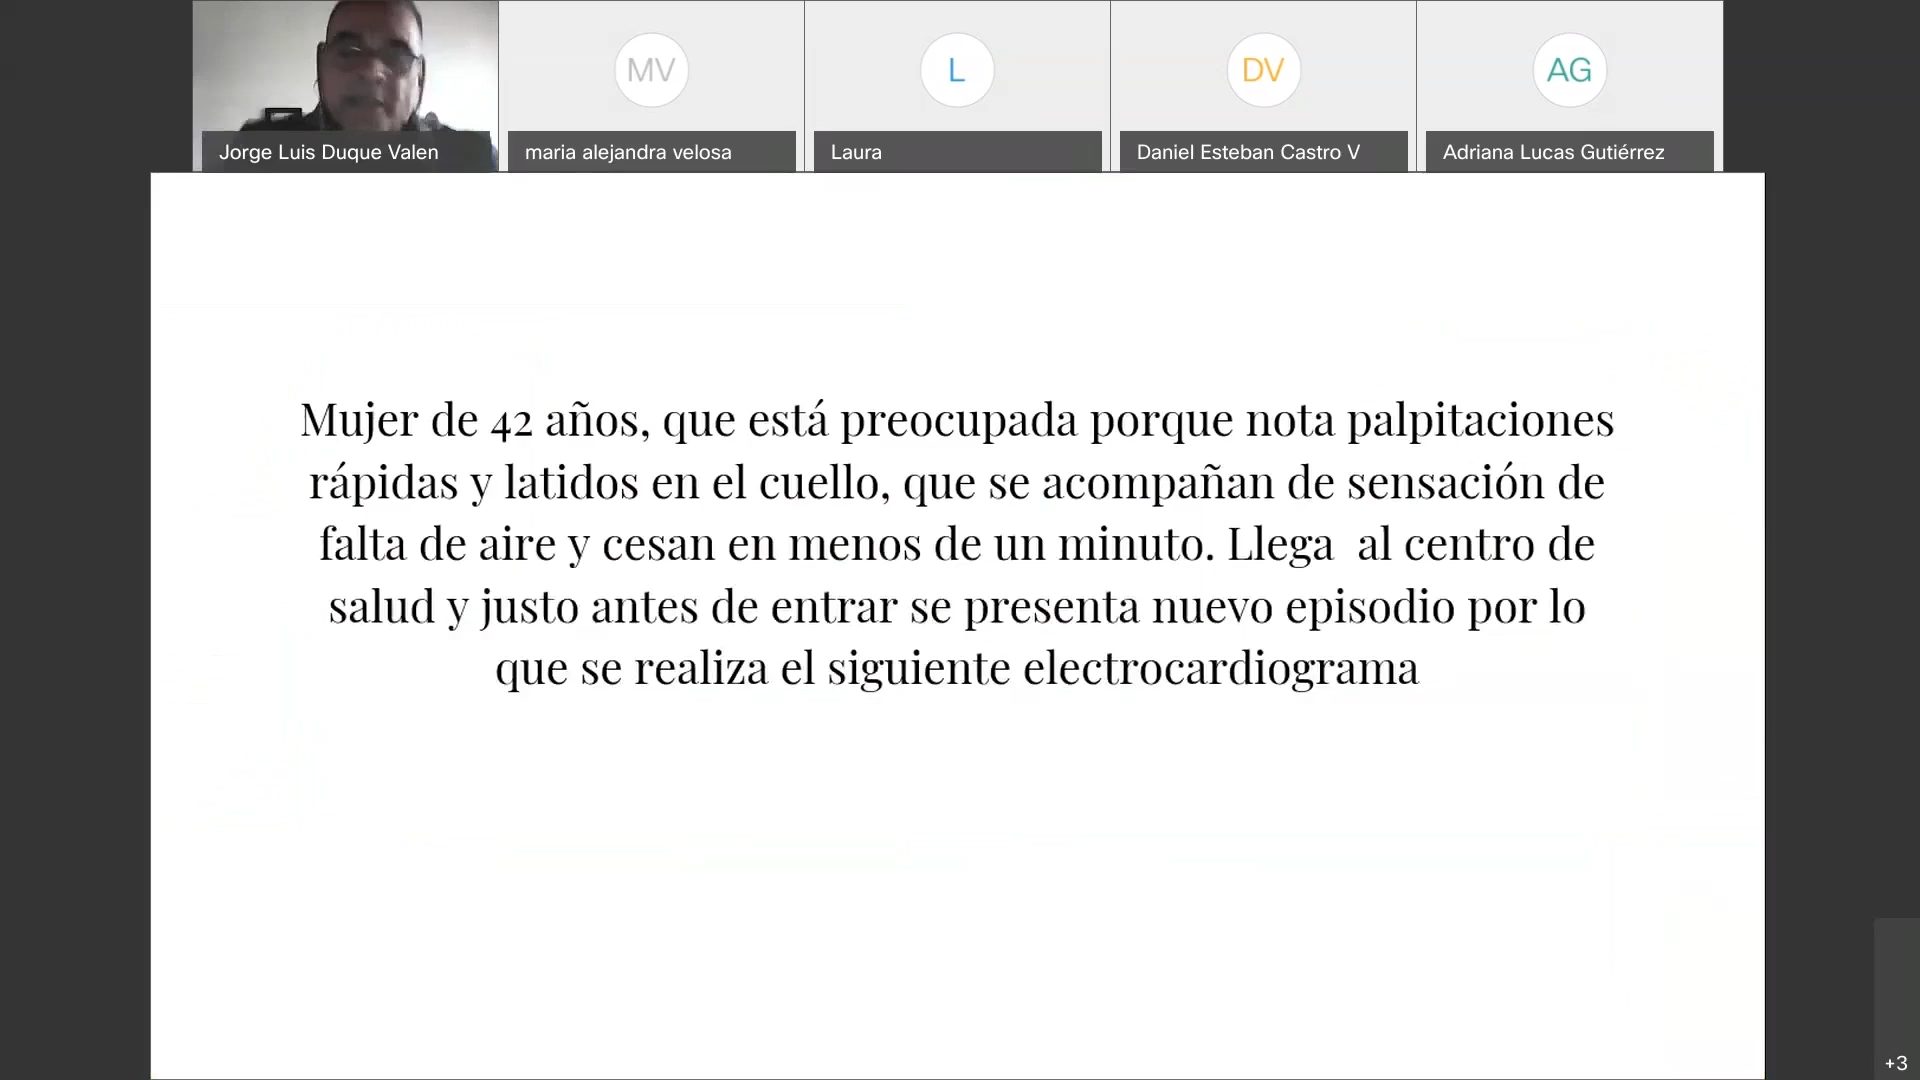 MV
L
DV
AG
Jorge Luis Duque Valen
maria alejandra velosa
Laura
Daniel Esteban Castro V
Adriana Lucas Gutiérrez
Mujer de 42 años, que está preocupada porque nota palpitaciones
rápidas y latidos en el cuello, que se acompañan de sensación de
falta de aire y cesan en menos de un minuto. Llega  al centro de
salud y justo antes de entrar se presenta nuevo episodio por lo
que se realiza el siguiente electrocardiograma
+3